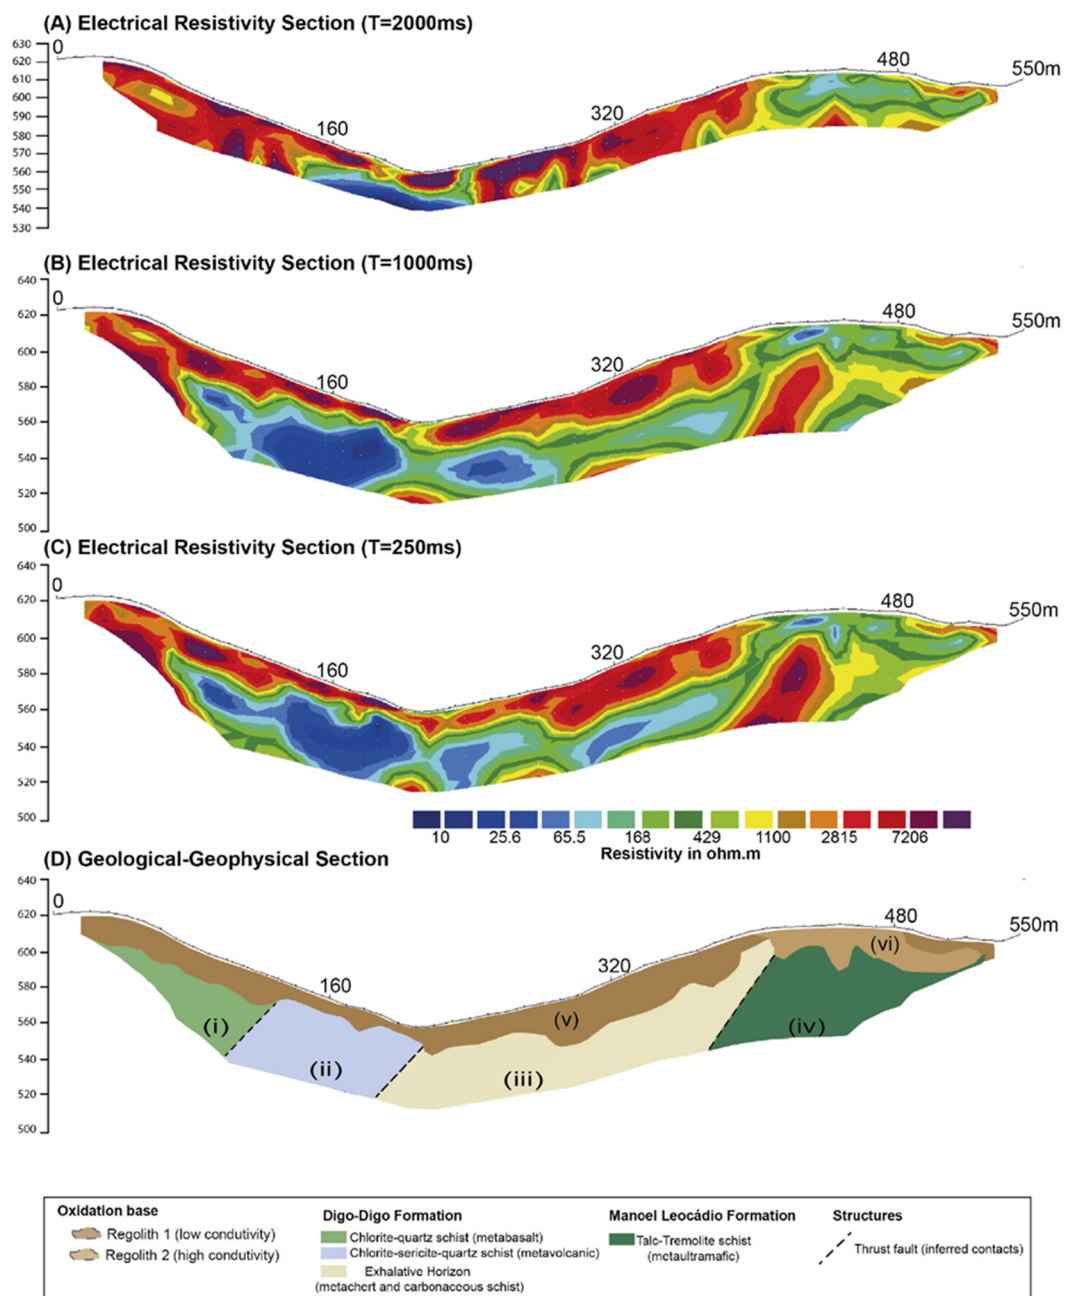 (A) Electrical Resistivity Section (T=2000ms)
630
620
610
600
590
580
570
560
550
540
530
0
160
320
480
550m
(B) Electrical Resistivity Section (T=1000ms)
640
620
600
580
560
540
520
500
0
160
320
480
550m
(C) Electrical Resistivity Section (T=250ms)
640
620
600
580
560
540
520
500
0
160
320
480
550m
10 25.6 65.5 168 429 1100 2815 7206
Resistivity in ohm.m
(D) Geological-Geophysical Section
640
620
600
580
560
540
520
500
0
160
320
480
550m
(i)
(ii)
(iii)
(iv)
(v)
(vi)
Oxidation base
Regolith 1 (low condutivity)
Regolith 2 (high condutivity)
Digo-Digo Formation
Chlorite-quartz schist (metabasalt)
Chlorite-sericite-quartz schist (metavolcanic)
Exhalative Horizon
(metachert and carbonaceous schist)
Manoel Leocádio Formation
Talc-Tremolite schist
(metaultramafic)
Structures
Thrust fault (inferred contacts)